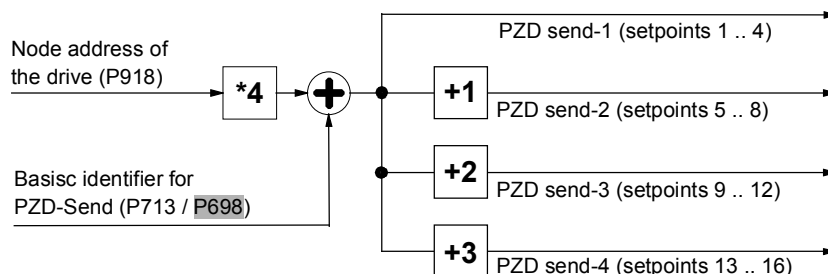 Node address of
the drive (P918)
*4
+
PZD send-1 (setpoints 1 .. 4)
+1
PZD send-2 (setpoints 5 .. 8)
Basisc identifier for
PZD-Send (P713 / P698)
+2
PZD send-3 (setpoints 9 .. 12)
+3
PZD send-4 (setpoints 13 .. 16)